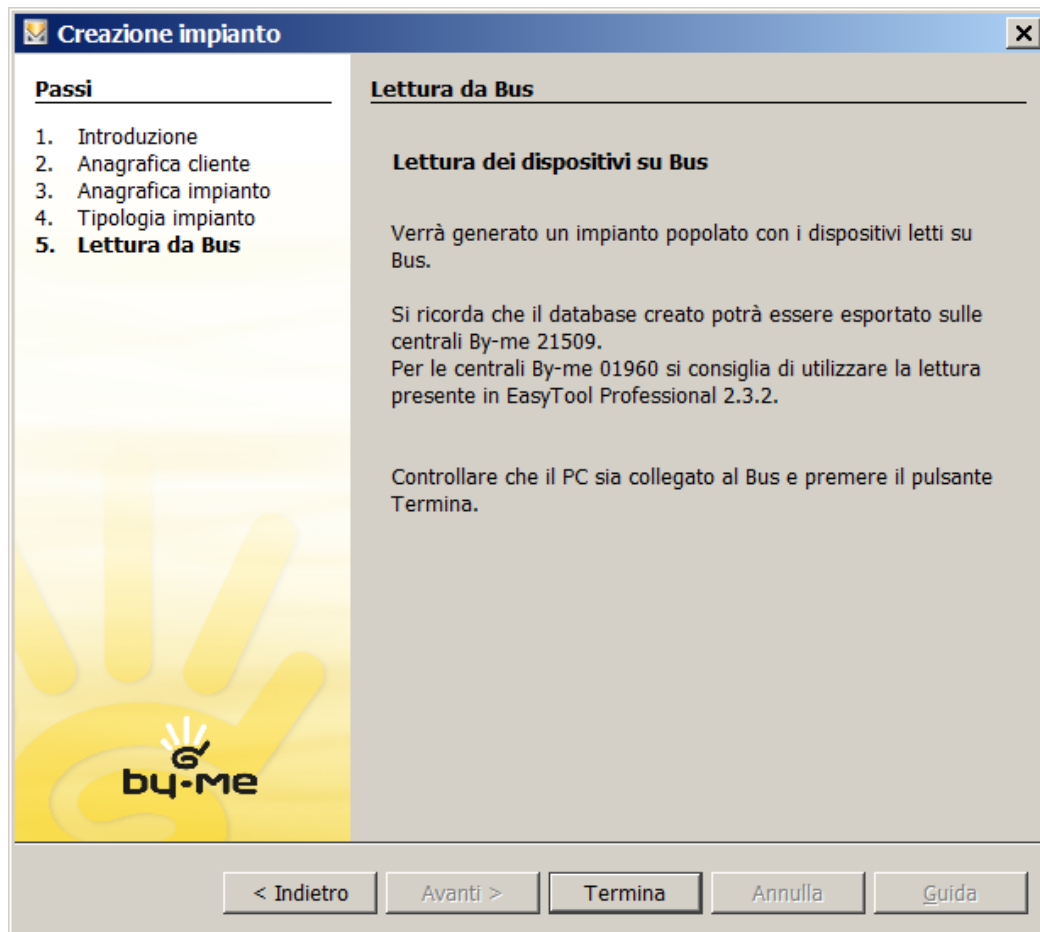 Creazione impianto
Passi
1. Introduzione
2. Anagrafica cliente
3. Anagrafica impianto
4. Tipologia impianto
5. Lettura da Bus
Lettura da Bus
Lettura dei dispositivi su Bus
Verrà generato un impianto popolato con i dispositivi letti su
Bus.
Si ricorda che il database creato potrà essere esportato sulle
centrali By-me 21509.
Per le centrali By-me 01960 si consiglia di utilizzare la lettura
presente in EasyTool Professional 2.3.2.
Controllare che il PC sia collegato al Bus e premere il pulsante
Termina.
by-me
< Indietro
Avanti >
Termina
Annulla
Guida